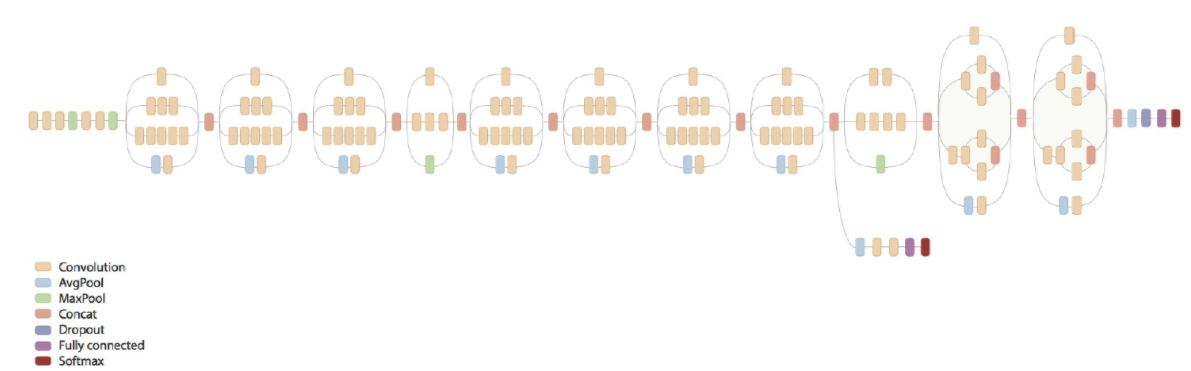 Convolution
AvgPool
MaxPool
Concat
Dropout
Fully connected
Softmax